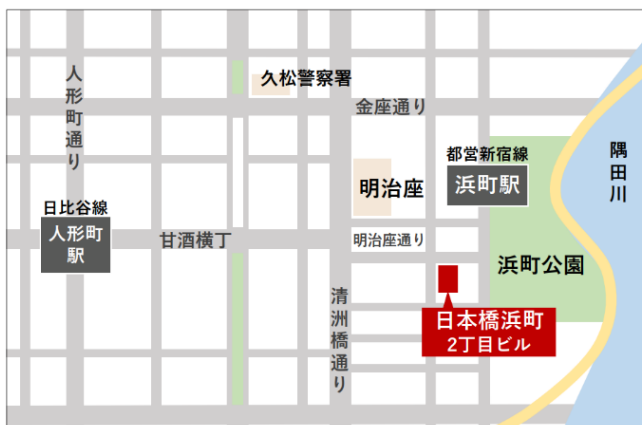 久松警察署
人形町通り
金座通り
都営新宿線
浜町駅
隅田川
明治座
日比谷線
人形町
駅
甘酒横丁
明治座通り
浜町公園
清洲橋通り
日本橋浜町
2丁目ビル